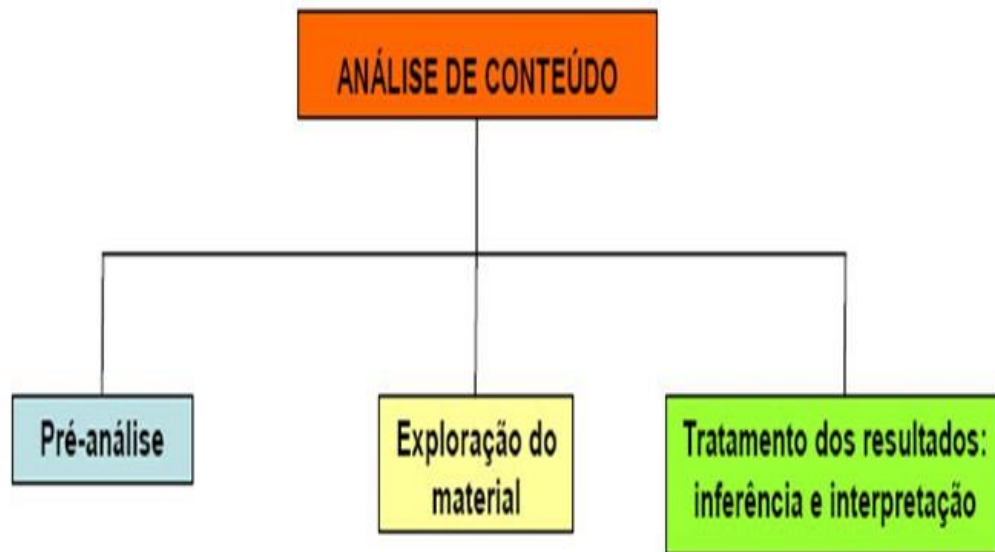 ANÁLISE DE CONTEÚDO
Pré-análise
Exploração do
material
Tratamento dos resultados:
inferência e interpretação